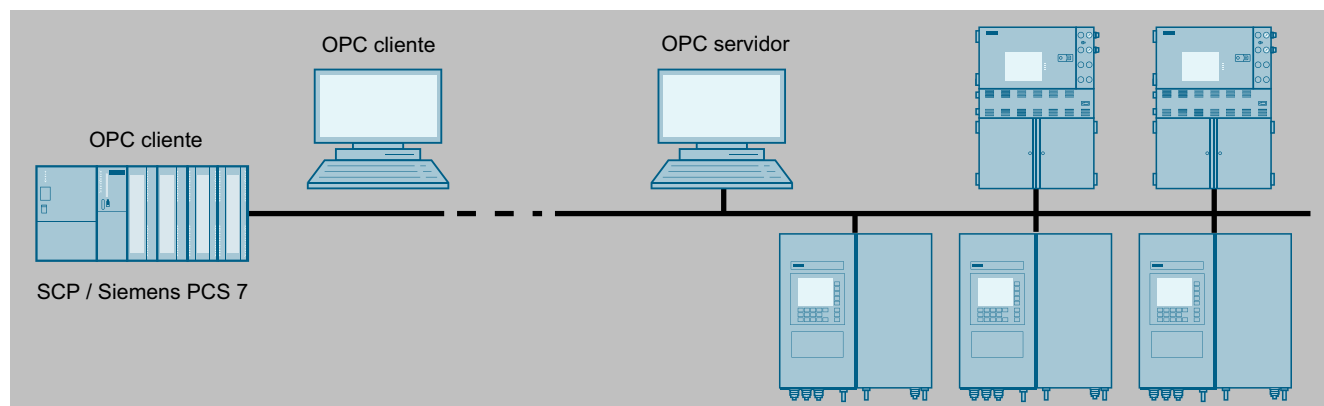 OPC cliente
OPC servidor
OPC cliente
SCP / Siemens PCS 7